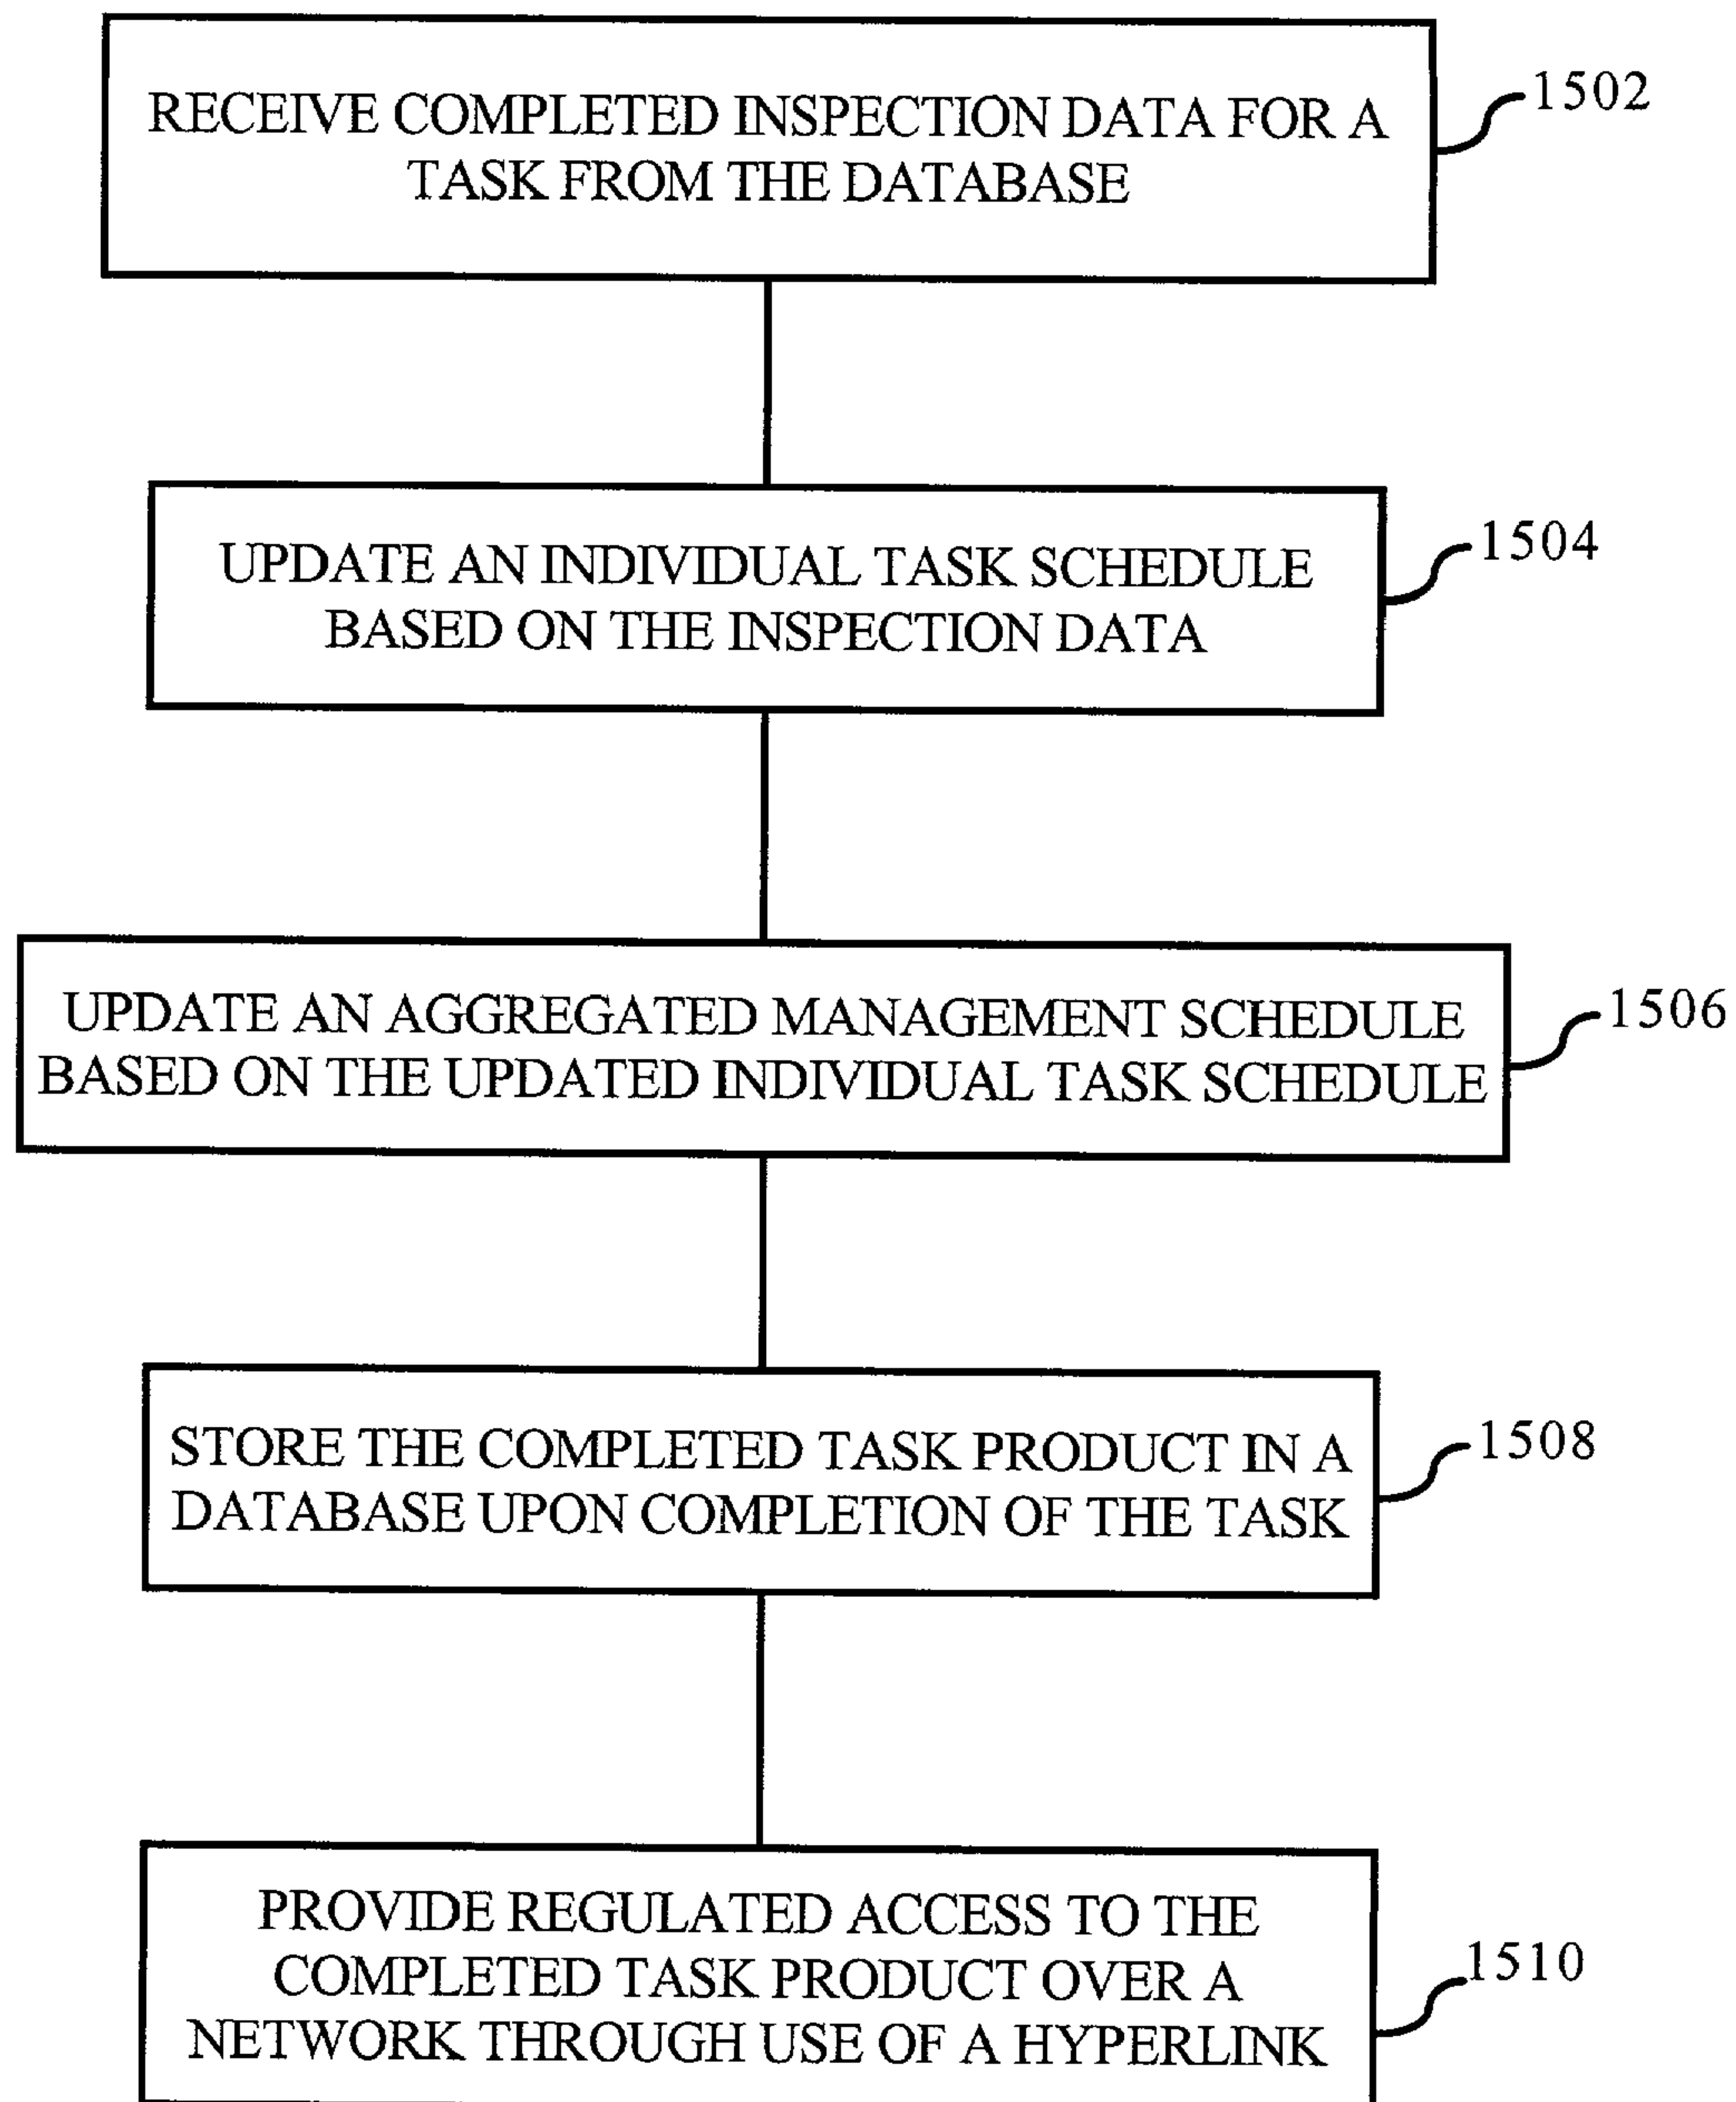 RECEIVE COMPLETED INSPECTION DATA FOR A
TASK FROM THE DATABASE
1502
UPDATE AN INDIVIDUAL TASK SCHEDULE
BASED ON THE INSPECTION DATA
1504
UPDATE AN AGGREGATED MANAGEMENT SCHEDULE
BASED ON THE UPDATED INDIVIDUAL TASK SCHEDULE
1506
STORE THE COMPLETED TASK PRODUCT IN A
DATABASE UPON COMPLETION OF THE TASK
1508
PROVIDE REGULATED ACCESS TO THE
COMPLETED TASK PRODUCT OVER A
NETWORK THROUGH USE OF A HYPERLINK
1510